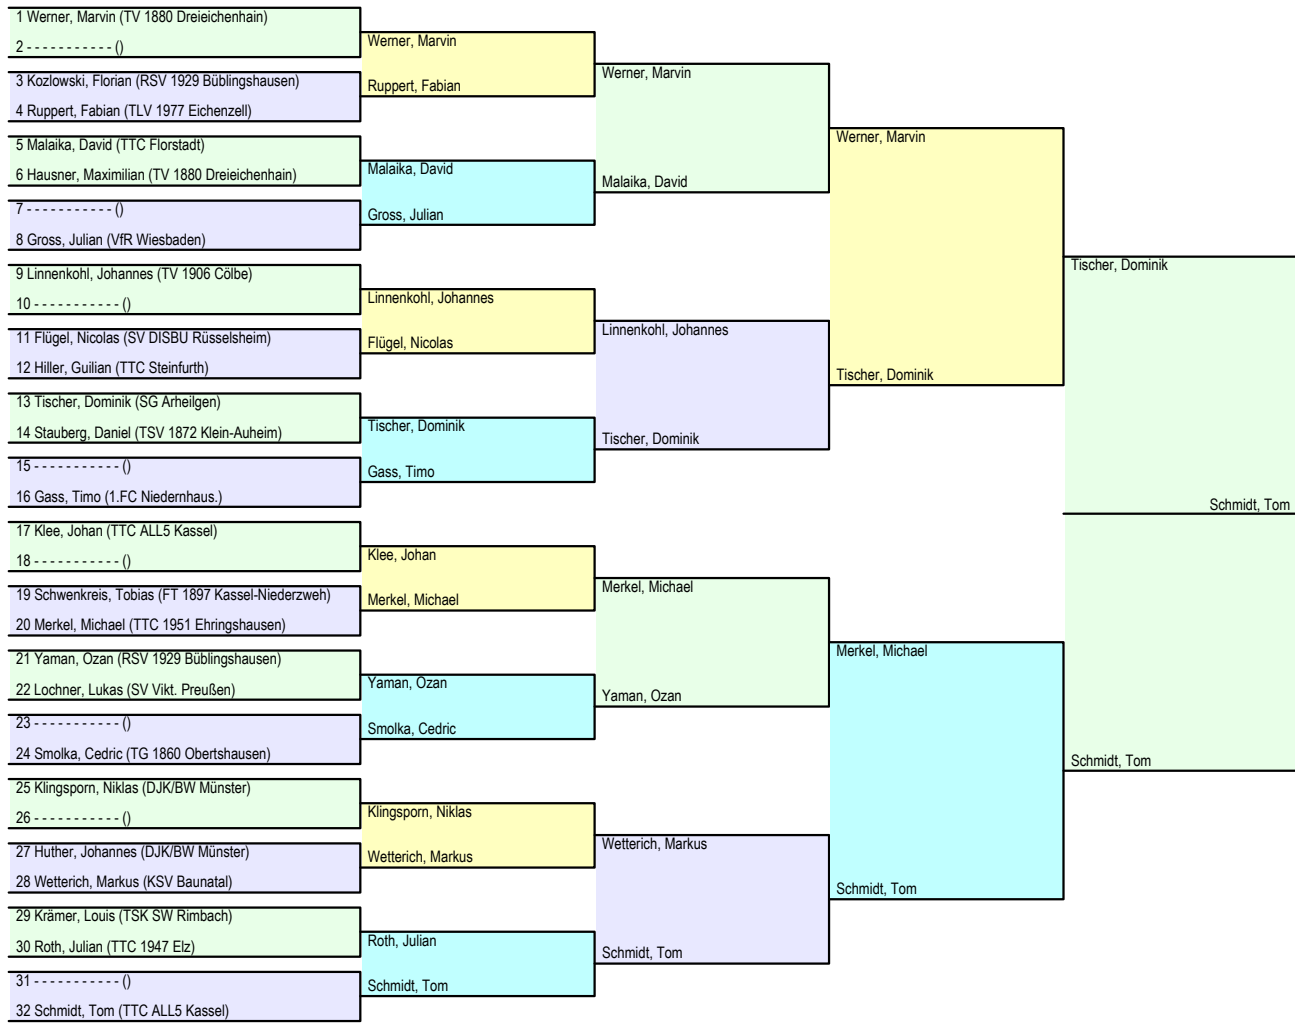 1 Werner, Marvin (TV 1880 Dreieichenhain)
2 - - - - - - - - - - - ()
3 Kozlowski, Florian (RSV 1929 Büblingshausen)
4 Ruppert, Fabian (TLV 1977 Eichenzell)
5 Malaika, David (TTC Florstadt)
6 Hausner, Maximilian (TV 1880 Dreieichenhain)
7 - - - - - - - - - - - ()
8 Gross, Julian (VfR Wiesbaden)
9 Linnenkohl, Johannes (TV 1906 Cölbe)
10 - - - - - - - - - - - ()
11 Flügel, Nicolas (SV DISBU Rüsselsheim)
12 Hiller, Guilian (TTC Steinfurth)
13 Tischer, Dominik (SG Arheilgen)
14 Stauberg, Daniel (TSV 1872 Klein-Auheim)
15 - - - - - - - - - - - ()
16 Gass, Timo (1.FC Niedernhaus.)
17 Klee, Johan (TTC ALL5 Kassel)
18 - - - - - - - - - - - ()
19 Schwenkreis, Tobias (FT 1897 Kassel-Niederzweh)
20 Merkel, Michael (TTC 1951 Ehringshausen)
21 Yaman, Ozan (RSV 1929 Büblingshausen)
22 Lochner, Lukas (SV Vikt. Preußen)
23 - - - - - - - - - - - ()
24 Smolka, Cedric (TG 1860 Obertshausen)
25 Klingsporn, Niklas (DJK/BW Münster)
26 - - - - - - - - - - - ()
27 Huther, Johannes (DJK/BW Münster)
28 Wetterich, Markus (KSV Baunatal)
29 Krämer, Louis (TSK SW Rimbach)
30 Roth, Julian (TTC 1947 Elz)
31 - - - - - - - - - - - ()
32 Schmidt, Tom (TTC ALL5 Kassel)
Werner, Marvin
Ruppert, Fabian
Malaika, David
Gross, Julian
Linnenkohl, Johannes
Flügel, Nicolas
Tischer, Dominik
Gass, Timo
Klee, Johan
Merkel, Michael
Yaman, Ozan
Smolka, Cedric
Klingsporn, Niklas
Wetterich, Markus
Roth, Julian
Schmidt, Tom
Werner, Marvin
Malaika, David
Linnenkohl, Johannes
Tischer, Dominik
Merkel, Michael
Yaman, Ozan
Wetterich, Markus
Schmidt, Tom
Werner, Marvin
Tischer, Dominik
Merkel, Michael
Schmidt, Tom
Tischer, Dominik
Schmidt, Tom
Schmidt, Tom